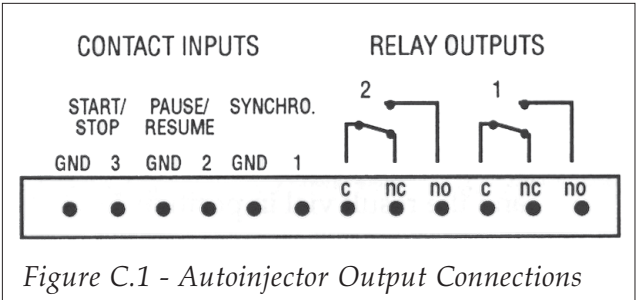 CONTACT INPUTS RELAY OUTPUTS
2 1
START/ PAUSE/ SYNCHRO.
STOP RESUME
GND 3 GND 2 GND 1
c nc no c nc no
Figure C.1 - Autoinjector Output Connections